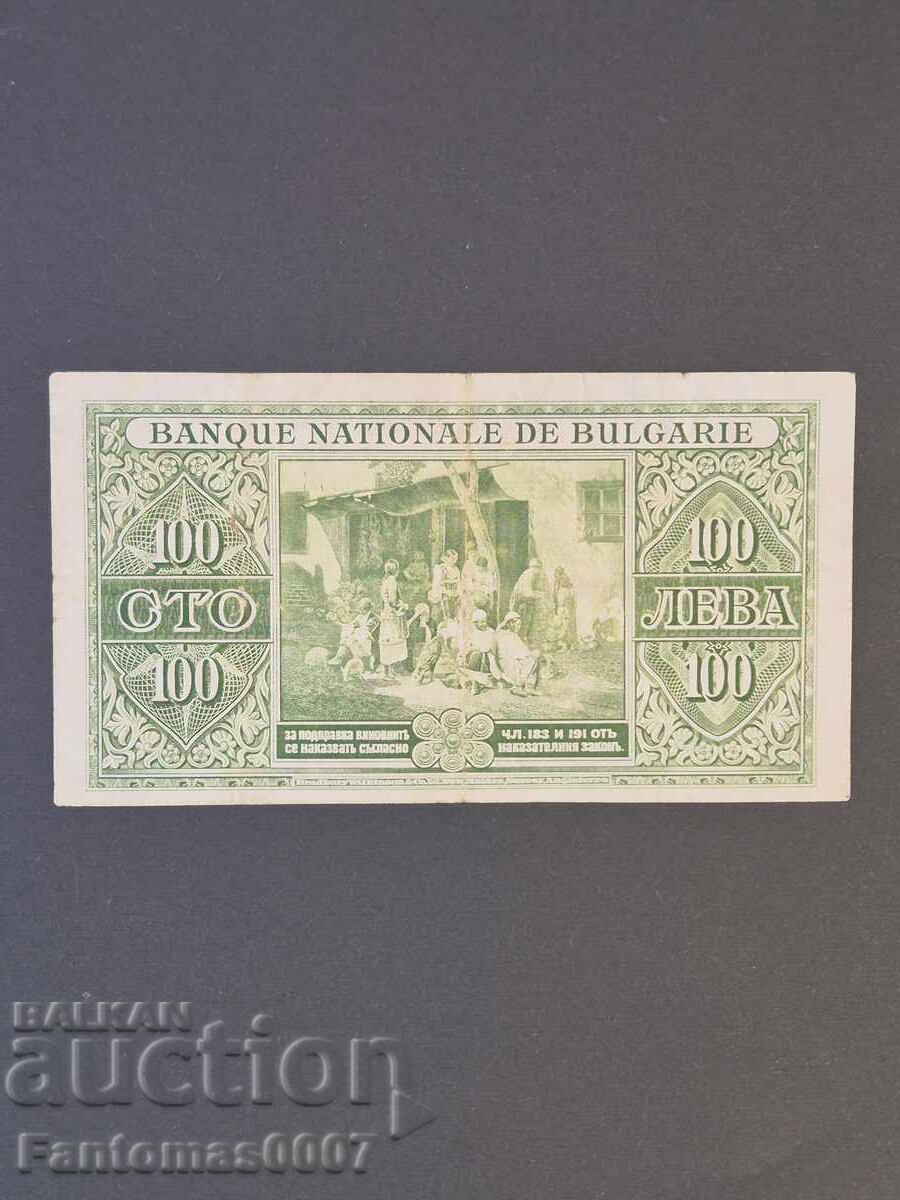 BANQUE NATIONALE DE BULGARIE
100 100
СТО ЛЕВА
100 100
ЗА ПОДПРАВКА ВИНОВНИТѢ
СЕ НАКАЗВАТЪ СЪГЛАСНО
ЧЛ. 183 И 191 ОТЪ
НАКАЗАТЕЛНИЯ ЗАКОНЪ.
BALKAN
auction
Fantomas0007